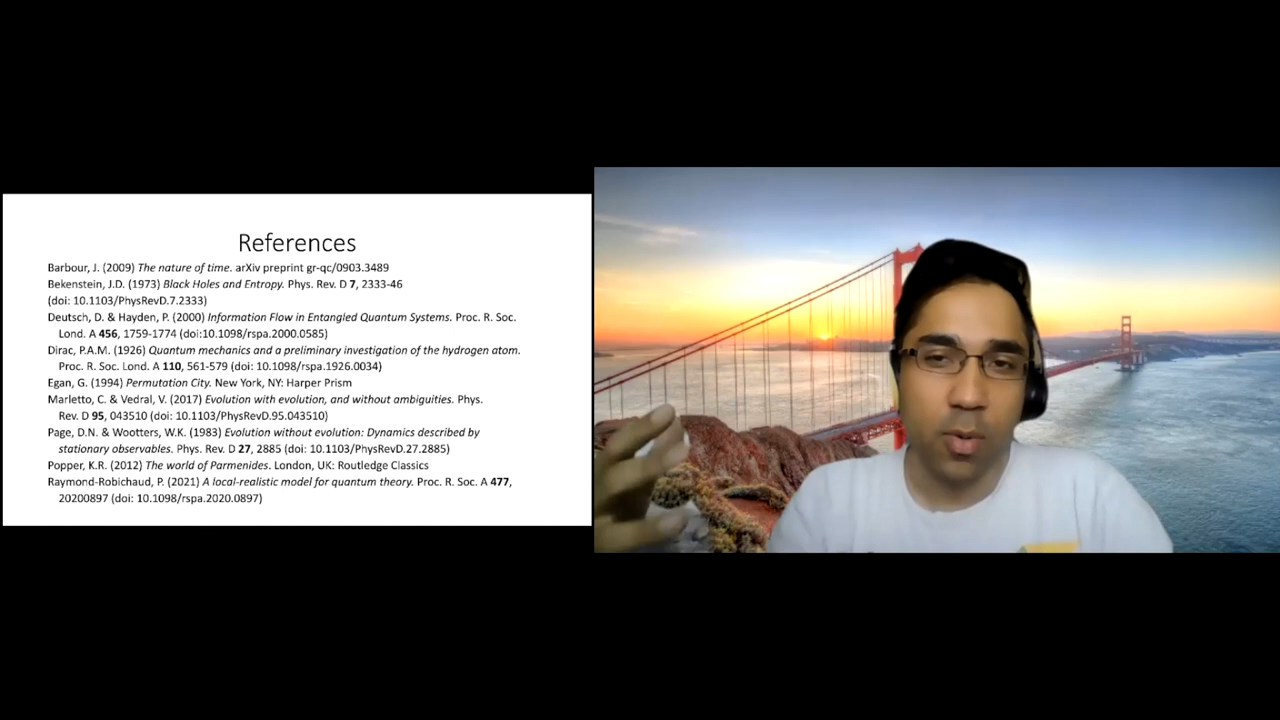 References
Barbour, J. (2009) The nature of time. arXiv preprint gr-qc/0903.3489
Bekenstein, J.D. (1973) Black Holes and Entropy. Phys. Rev. D 7, 2333-46
(doi: 10.1103/PhysRevD.7.2333)
Deutsch, D. & Hayden, P. (2000) Information Flow in Entangled Quantum Systems. Proc. R. Soc.
Lond. A 456, 1759-1774 (doi:10.1098/rspa.2000.0585)
Dirac, P.A.M. (1926) Quantum mechanics and a preliminary investigation of the hydrogen atom.
Proc. R. Soc. Lond. A 110, 561-579 (doi: 10.1098/rspa.1926.0034)
Egan, G. (1994) Permutation City. New York, NY: Harper Prism
Marletto, C. & Vedral, V. (2017) Evolution with evolution, and without ambiguities. Phys.
Rev. D 95, 043510 (doi: 10.1103/PhysRevD.95.043510)
Page, D.N. & Wootters, W.K. (1983) Evolution without evolution: Dynamics described by
stationary observables. Phys. Rev. D 27, 2885 (doi: 10.1103/PhysRevD.27.2885)
Popper, K.R. (2012) The world of Parmenides. London, UK: Routledge Classics
Raymond-Robichaud, P. (2021) A local-realistic model for quantum theory. Proc. R. Soc. A 477,
20200897 (doi: 10.1098/rspa.2020.0897)